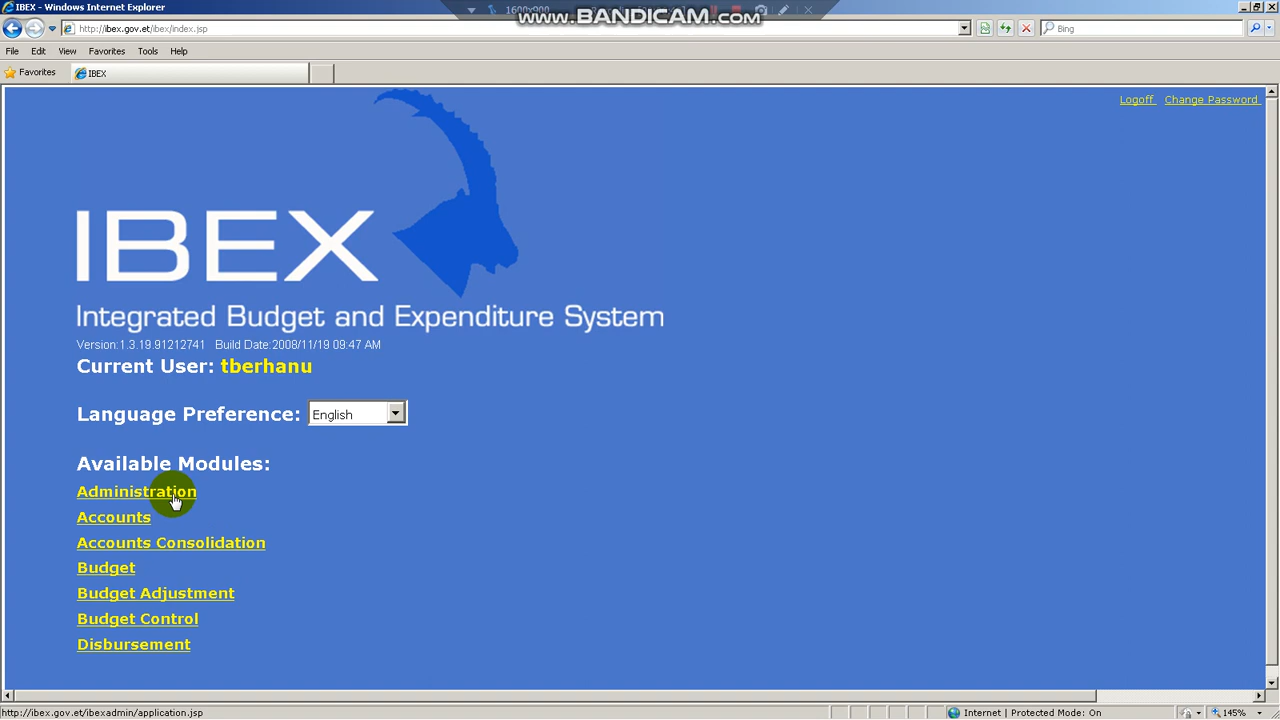 IBEX - Windows Internet Explorer
1600x900
www.BANDICAM.com
http://ibex.gov.et/ibex/index.jsp
Bing
File Edit View Favorites Tools Help
Favorites IBEX
Logoff Change Password
IBEX
Integrated Budget and Expenditure System
Version:1.3.19.91212741 Build Date:2008/11/19 09:47 AM
Current User: tberhanu
Language Preference: English
Available Modules:
Administration
Accounts
Accounts Consolidation
Budget
Budget Adjustment
Budget Control
Disbursement
http://ibex.gov.et/ibexadmin/application.jsp Internet | Protected Mode: On 145%